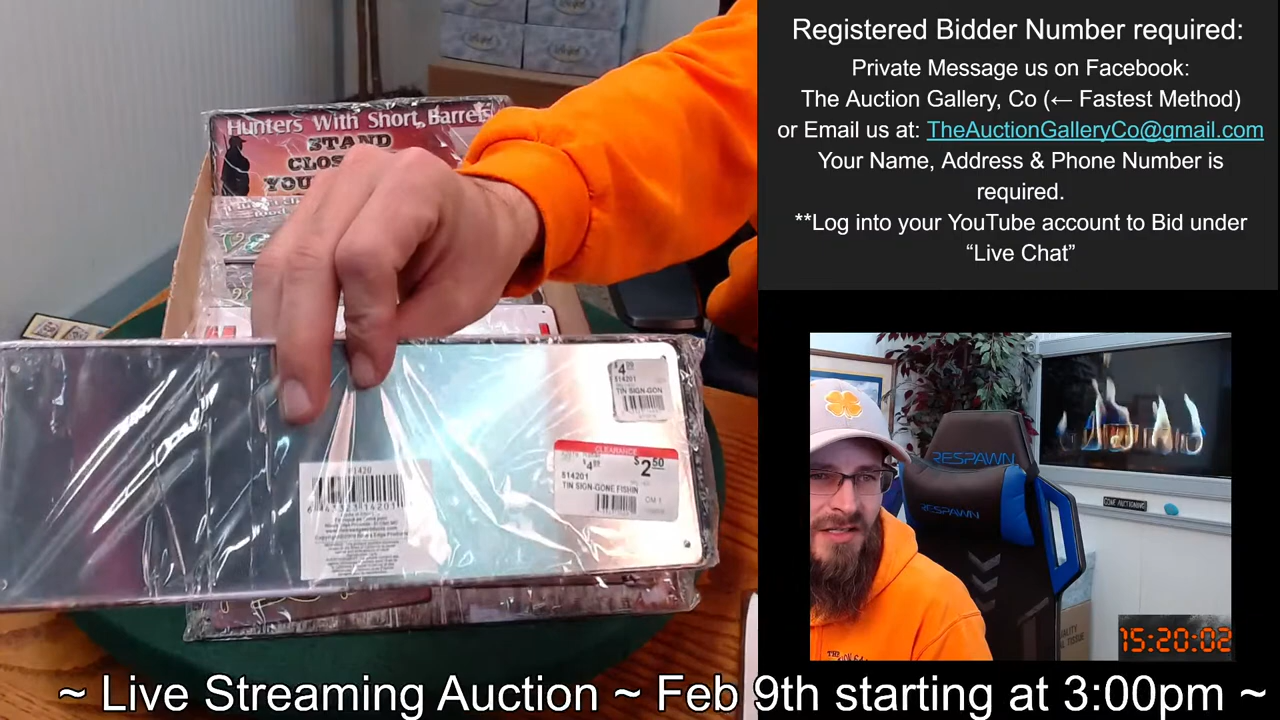 Registered Bidder Number required:
Private Message us on Facebook:
The Auction Gallery, Co (← Fastest Method)
or Email us at: TheAuctionGalleryCo@gmail.com
Your Name, Address & Phone Number is
required.
**Log into your YouTube account to Bid under
“Live Chat”
Hunters With Short Barrels
STAND
CLOS
YOU
$4
514201
TIN SIGN-GON
CLEARANCE
$2.50
514201
TIN SIGN-GONE FISHIN
RESPAWN
RESPAWN
GONE AUCTIONING
THE
15:20:02
~ Live Streaming Auction ~ Feb 9th starting at 3:00pm ~